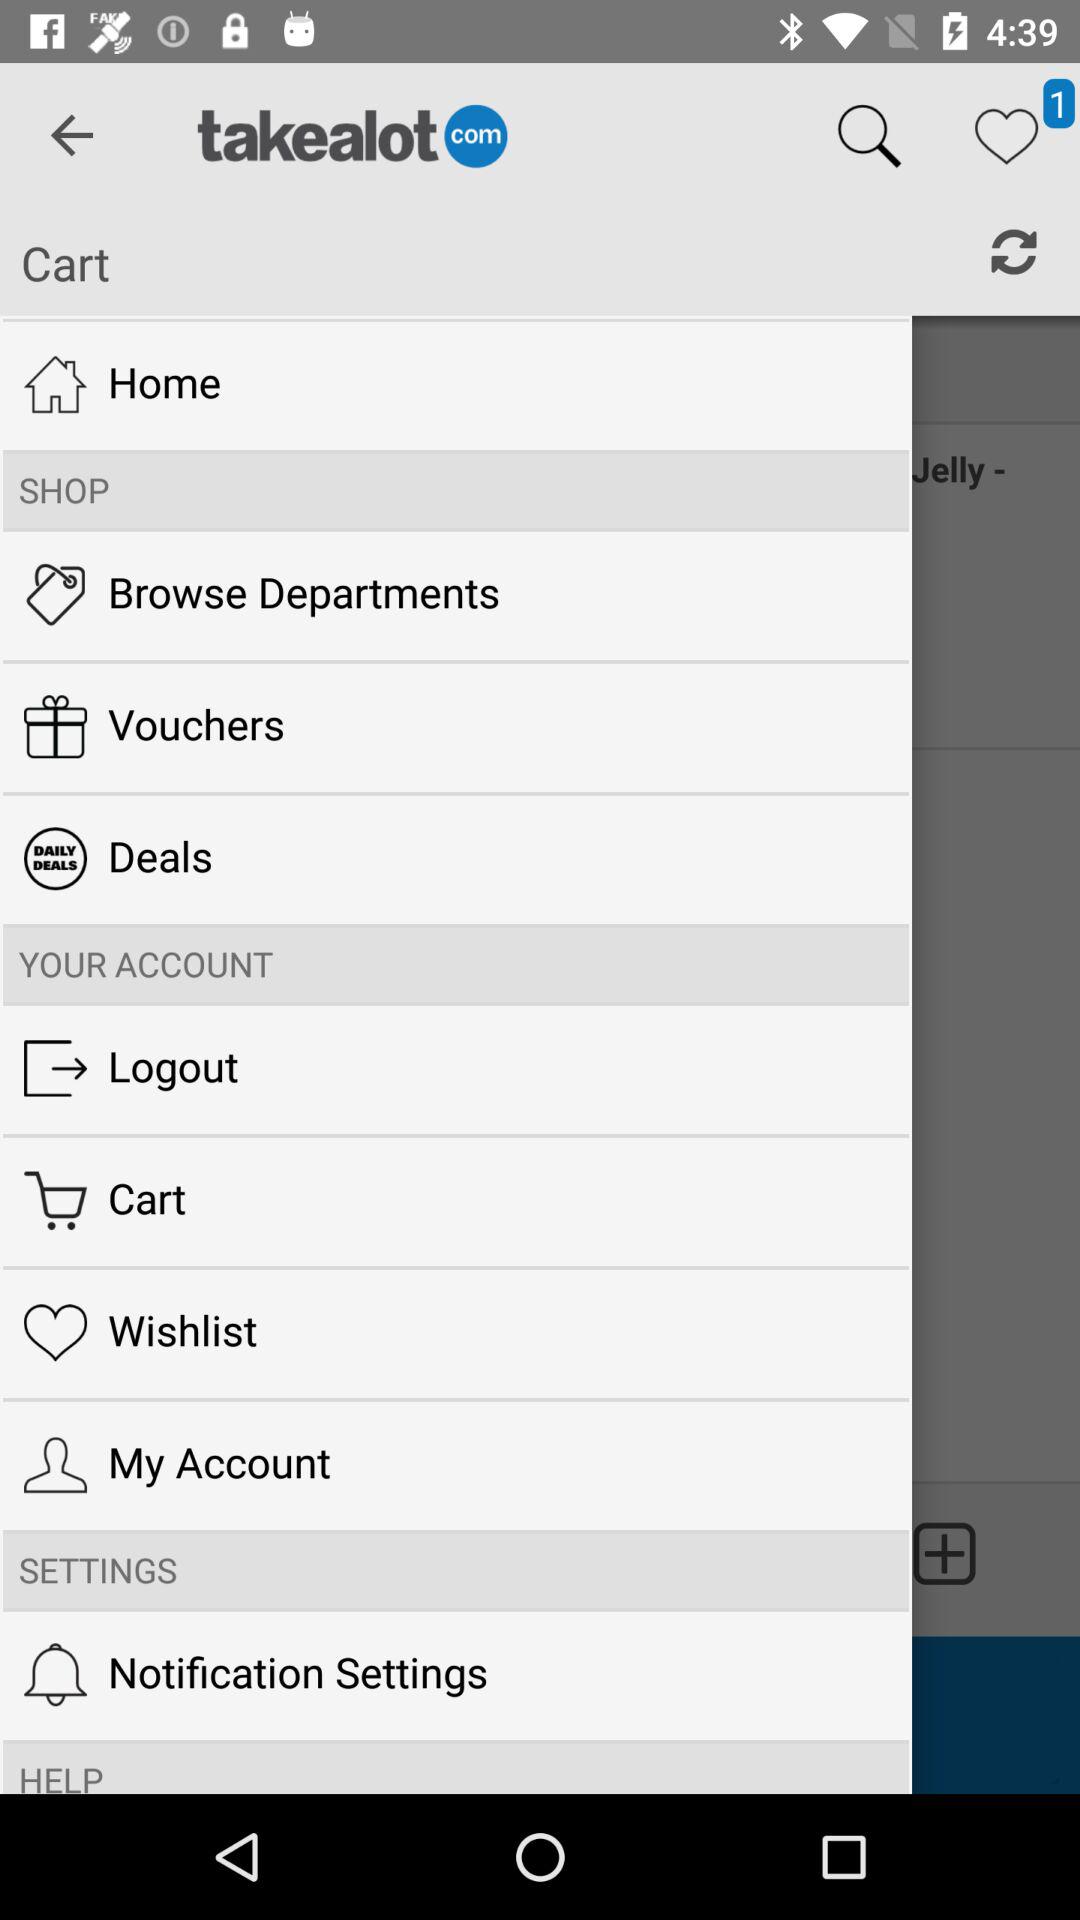 FAK
4:39
takealot com
1
Cart
Home
SHOP
Jelly -
Browse Departments
Vouchers
DAILY DEALS
Deals
YOUR ACCOUNT
Logout
Cart
Wishlist
My Account
SETTINGS
Notification Settings
HELP